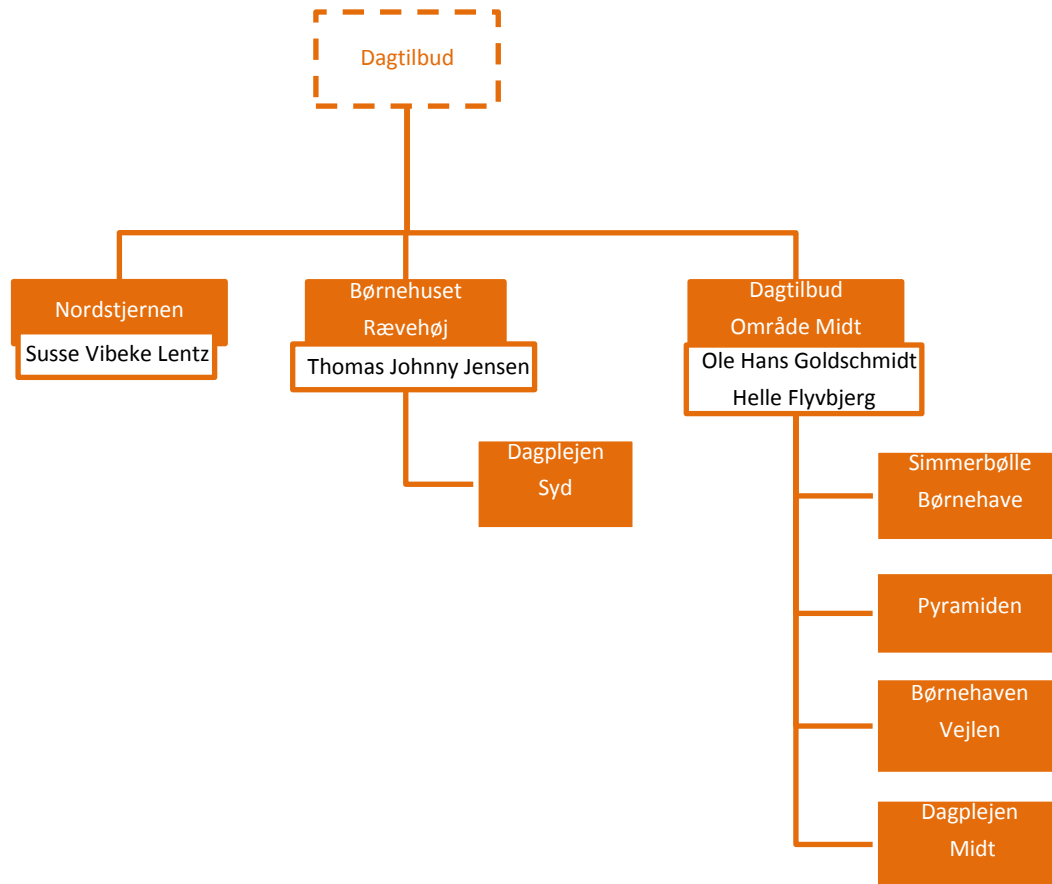 Dagtilbud
Nordstjernen
Susse Vibeke Lentz
Børnehuset
Rævehøj
Thomas Johnny Jensen
Dagplejen
Syd
Dagtilbud
Område Midt
Ole Hans Goldschmidt
Helle Flyvbjerg
Simmerbølle
Børnehave
Pyramiden
Børnehaven
Vejlen
Dagplejen
Midt